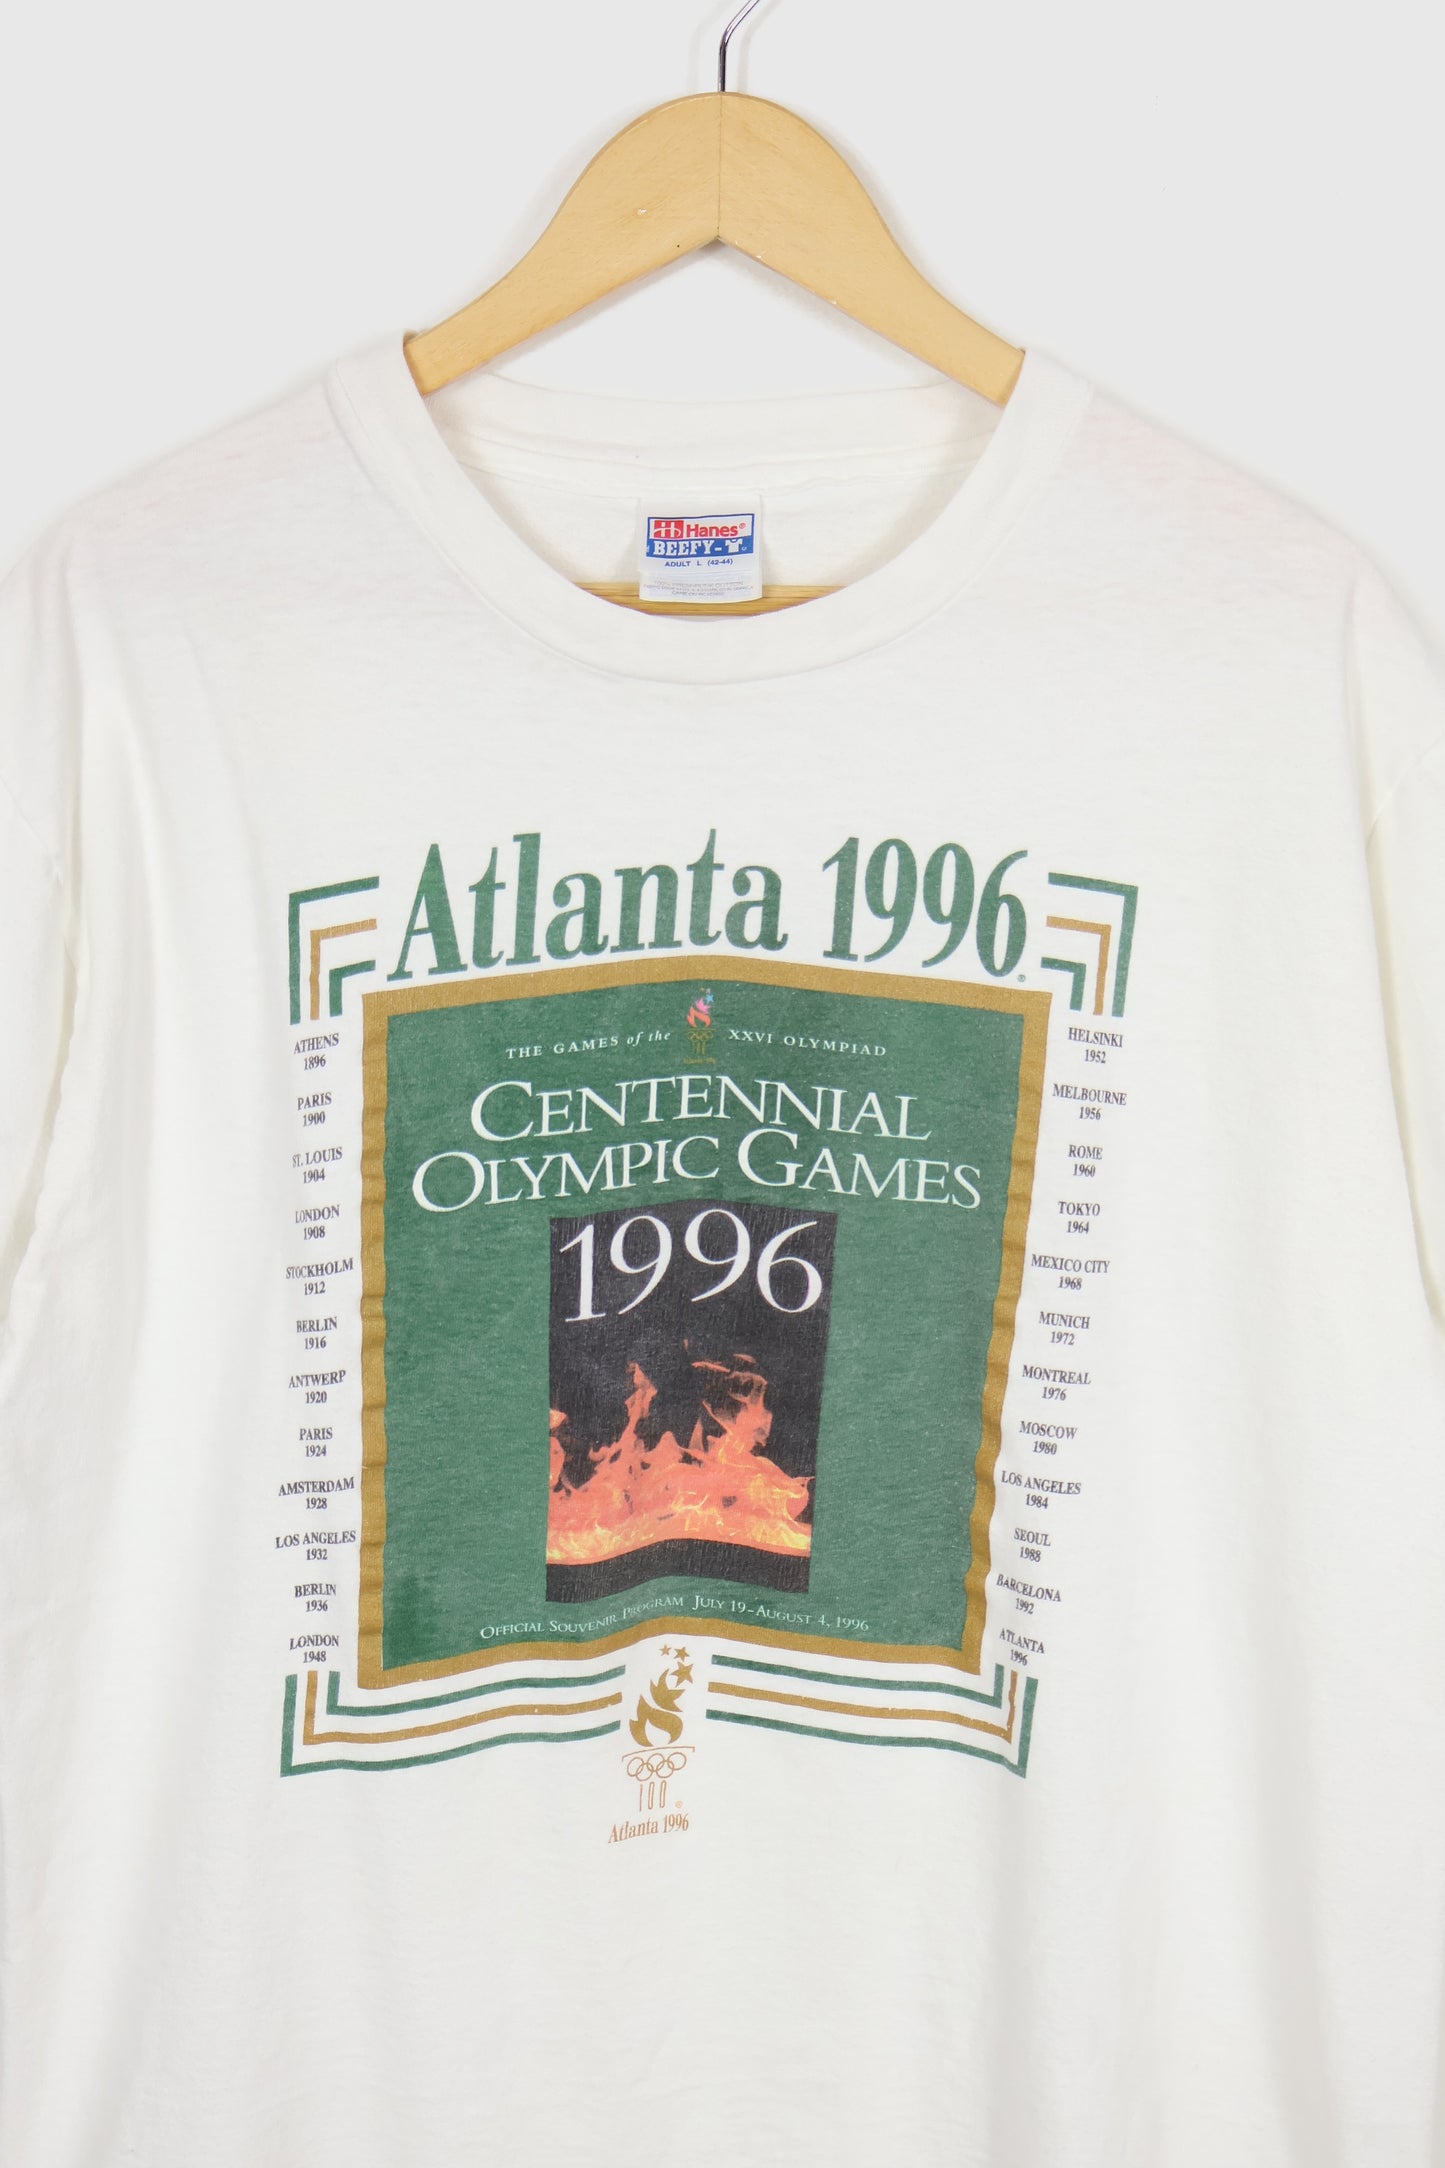 Hanes®
BEEFY-T®
ADULT L (42-44)
Atlanta 1996®
THE GAMES of the XXVI OLYMPIAD
CENTENNIAL
OLYMPIC GAMES
1996
OFFICIAL SOUVENIR PROGRAM JULY 19-AUGUST 4, 1996
ATHENS
1896
PARIS
1900
ST. LOUIS
1904
LONDON
1908
STOCKHOLM
1912
BERLIN
1916
ANTWERP
1920
PARIS
1924
AMSTERDAM
1928
LOS ANGELES
1932
BERLIN
1936
LONDON
1948
HELSINKI
1952
MELBOURNE
1956
ROME
1960
TOKYO
1964
MEXICO CITY
1968
MUNICH
1972
MONTREAL
1976
MOSCOW
1980
LOS ANGELES
1984
SEOUL
1988
BARCELONA
1992
ATLANTA
1996
Atlanta 1996